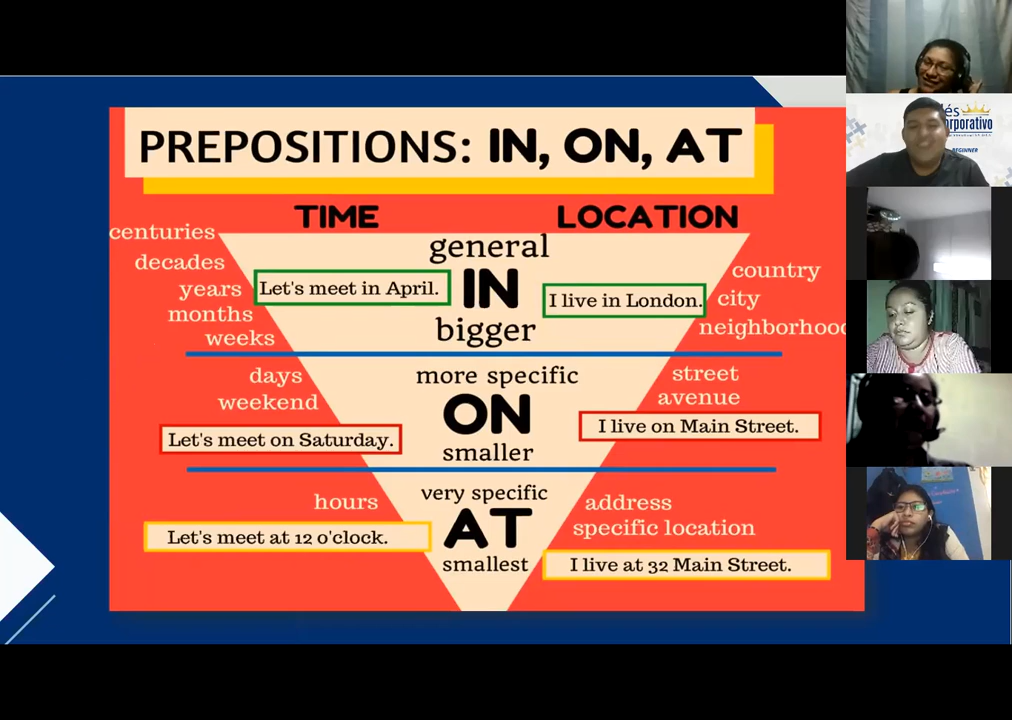 PREPOSITIONS: IN, ON, AT
TIME
LOCATION
centuries
decades
years
months
weeks
Let's meet in April.
general
IN
bigger
I live in London.
country
city
neighborhood
days
weekend
Let's meet on Saturday.
more specific
ON
smaller
street
avenue
I live on Main Street.
hours
Let's meet at 12 o'clock.
very specific
AT
smallest
address
specific location
I live at 32 Main Street.
BEGINNER